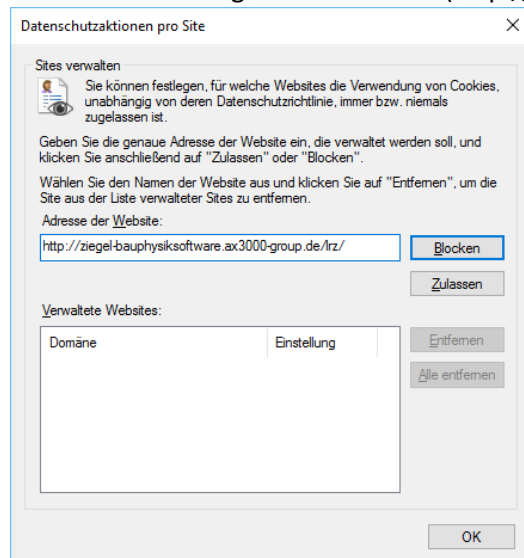 Datenschutzaktionen pro Site
Sites verwalten
Sie können festlegen, für welche Websites die Verwendung von Cookies,
unabhängig von deren Datenschutzrichtlinie, immer bzw. niemals
zugelassen ist.
Geben Sie die genaue Adresse der Website ein, die verwaltet werden soll, und
klicken Sie anschließend auf "Zulassen" oder "Blocken".
Wählen Sie den Namen der Website aus und klicken Sie auf "Entfernen", um die
Site aus der Liste verwalteter Sites zu entfernen.
Adresse der Website:
http://ziegel-bauphysiksoftware.ax3000-group.de/lrz/
Blocken
Zulassen
Verwaltete Websites:
Domäne Einstellung
Entfernen
Alle entfernen
OK